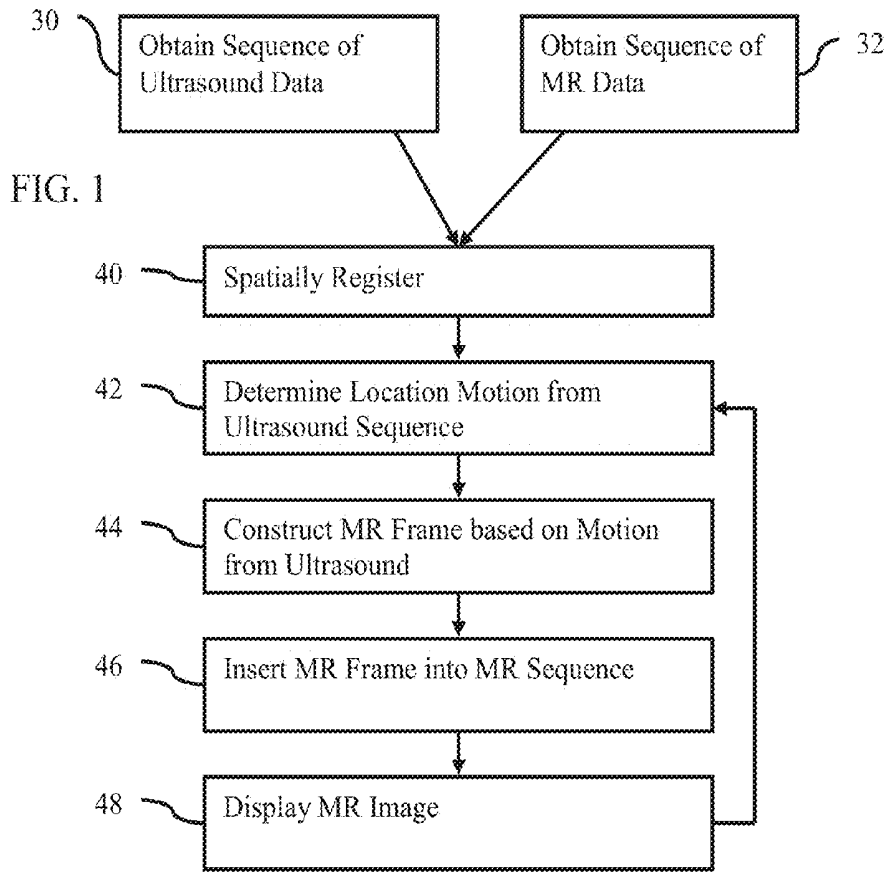 30
Obtain Sequence of
Ultrasound Data
Obtain Sequence of
MR Data
32
FIG. 1
40
Spatially Register
42
Determine Location Motion from
Ultrasound Sequence
44
Construct MR Frame based on Motion
from Ultrasound
46
Insert MR Frame into MR Sequence
48
Display MR Image